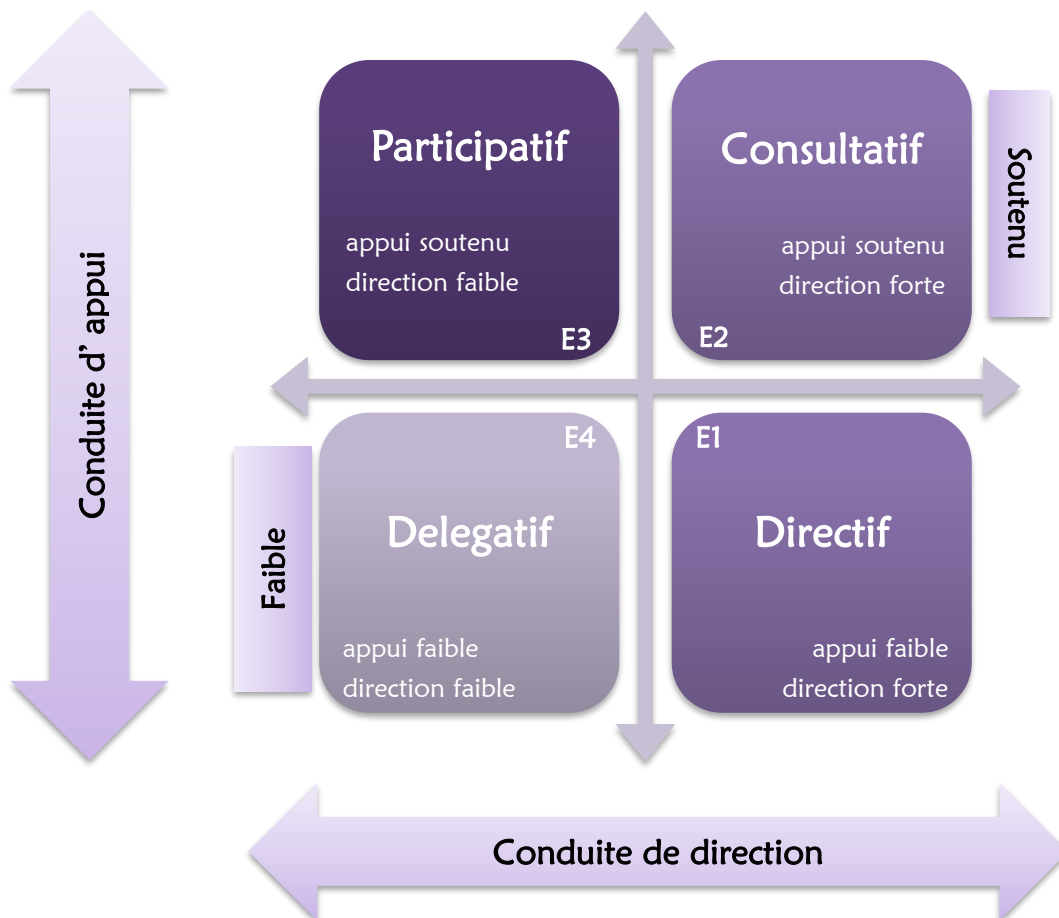 Conduite d’ appui
Participatif
appui soutenu
direction faible
E3
Consultatif
appui soutenu
direction forte
E2
Soutenu
Faible
E4
Delegatif
appui faible
direction faible
E1
Directif
appui faible
direction forte
Conduite de direction